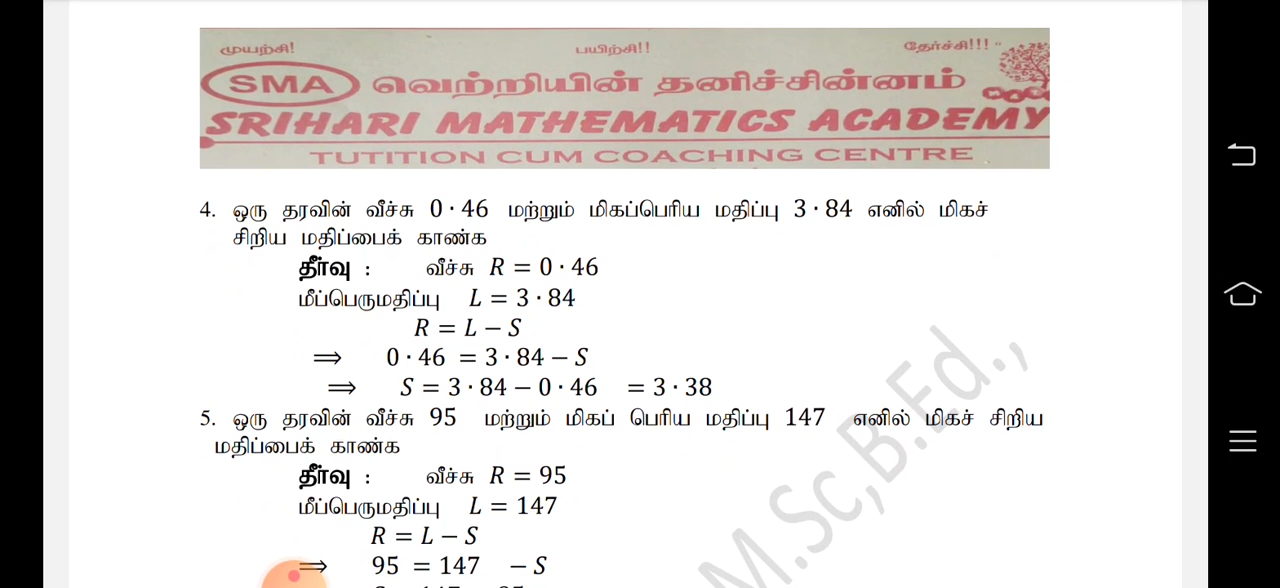 முயற்சி! பயிற்சி!! தேர்ச்சி!!!
SMA வெற்றியின் தனிச்சின்னம்
SRIHARI MATHEMATICS ACADEMY
TUTITION CUM COACHING CENTRE
4. ஒரு தரவின் வீச்சு 0·46 மற்றும் மிகப்பெரிய மதிப்பு 3·84 எனில் மிகச்
சிறிய மதிப்பைக் காண்க
தீர்வு : வீச்சு R = 0·46
மீப்பெருமதிப்பு L = 3·84
R = L − S
⟹ 0·46 = 3·84 − S
⟹ S = 3·84 − 0·46 = 3·38
5. ஒரு தரவின் வீச்சு 95 மற்றும் மிகப் பெரிய மதிப்பு 147 எனில் மிகச் சிறிய
மதிப்பைக் காண்க
தீர்வு : வீச்சு R = 95
மீப்பெருமதிப்பு L = 147
R = L − S
⟹ 95 = 147 − S
M.Sc,B.Ed.,